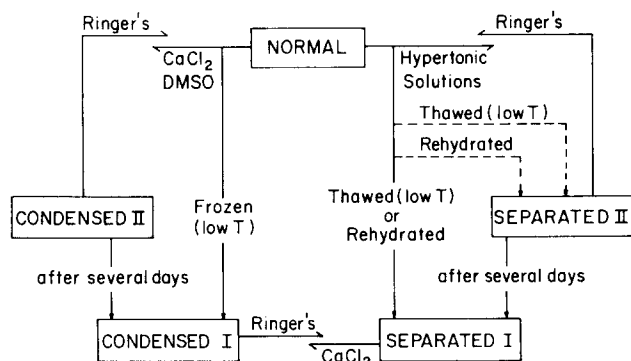 Ringer's
NORMAL
Ringer's
CaCl2
DMSO
Hypertonic
Solutions
Thawed (low T)
Rehydrated
CONDENSED II
Frozen
(low T)
Thawed (low T)
or
Rehydrated
SEPARATED II
after several days
after several days
CONDENSED I
Ringer's
CaCl2
SEPARATED I